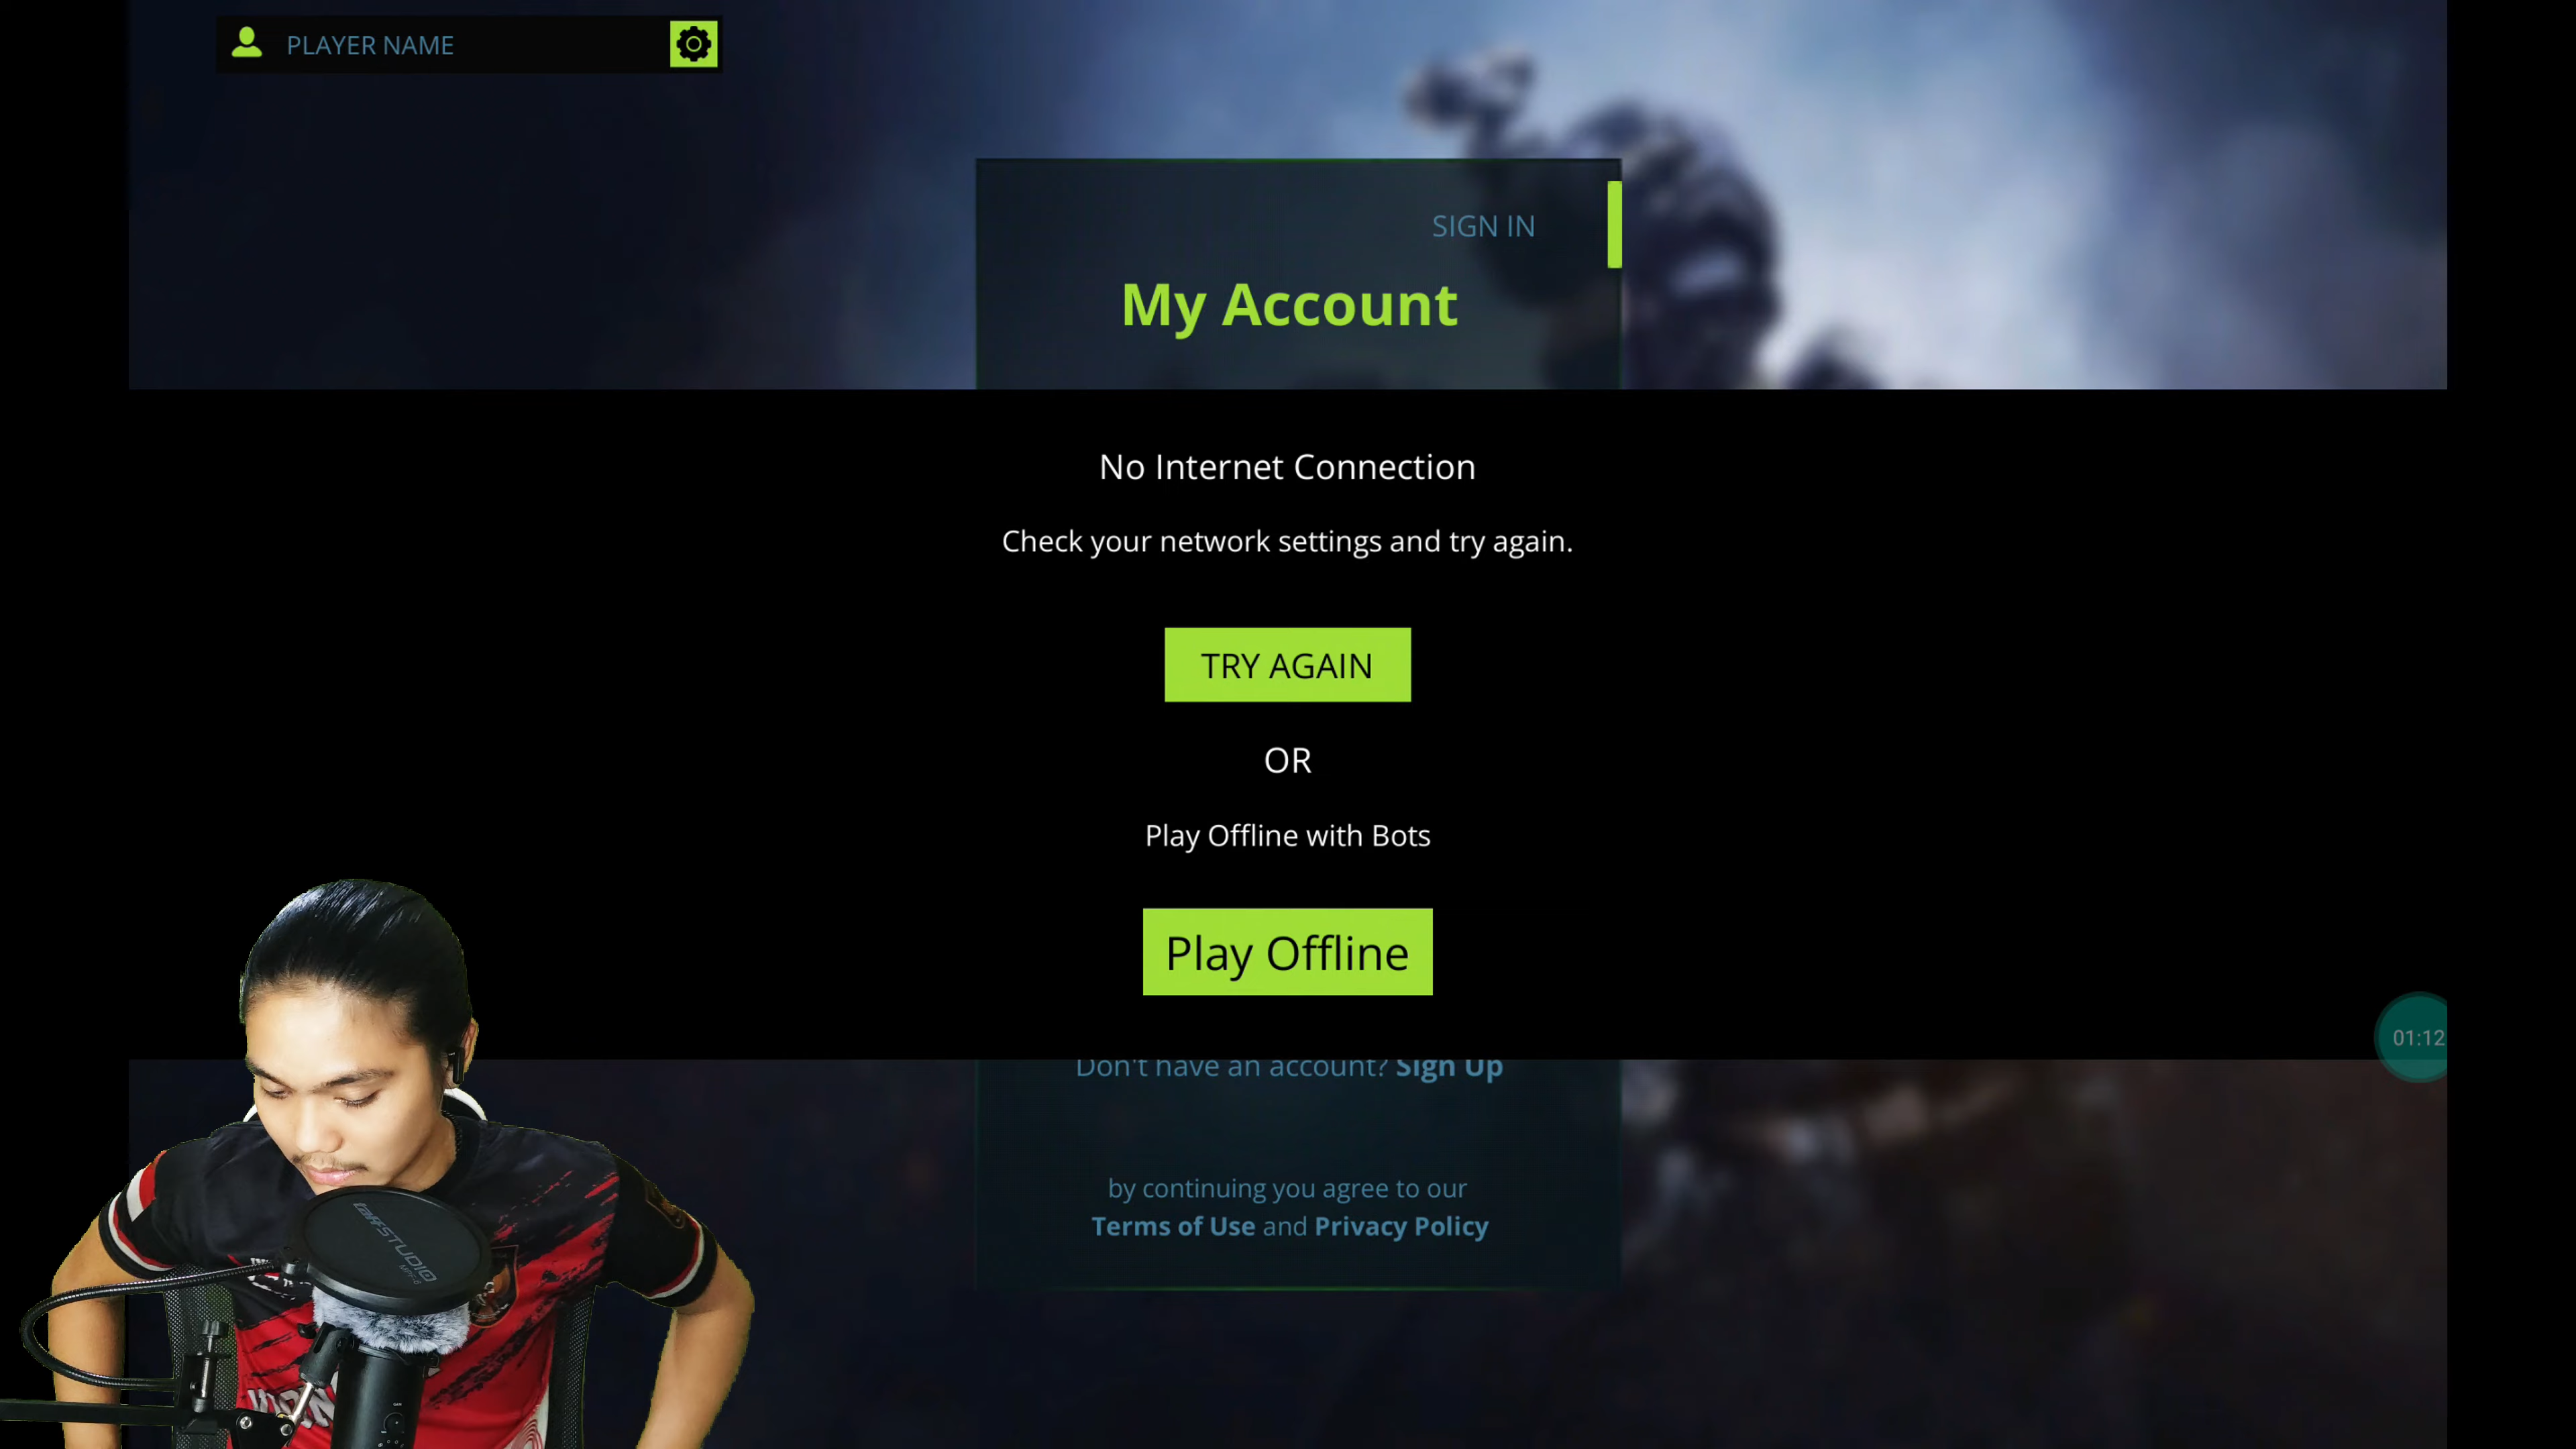 PLAYER NAME
SIGN IN
My Account
No Internet Connection
Check your network settings and try again.
TRY AGAIN
OR
Play Offline with Bots
Play Offline
01:12
Don't have an account? Sign Up
by continuing you agree to our
Terms of Use and Privacy Policy